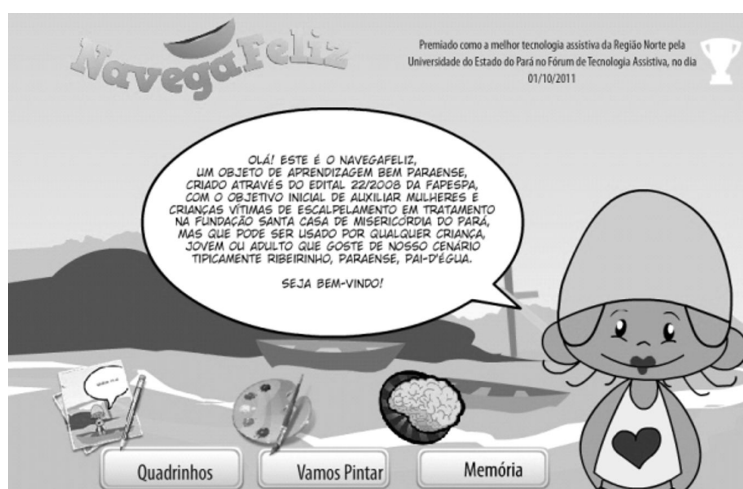 NavegaFeliz
Premiado como a melhor tecnologia assistiva da Região Norte pela
Universidade do Estado do Pará no Fórum de Tecnologia Assistiva, no dia
01/10/2011
OLÁ! ESTE É O NAVEGAFELIZ,
UM OBJETO DE APRENDIZAGEM BEM PARAENSE,
CRIADO ATRAVÉS DO EDITAL 22/2008 DA FAPESPA,
COM O OBJETIVO INICIAL DE AUXILIAR MULHERES E
CRIANÇAS VÍTIMAS DE ESCALPELAMENTO EM TRATAMENTO
NA FUNDAÇÃO SANTA CASA DE MISERICÓRDIA DO PARÁ,
MAS QUE PODE SER USADO POR QUALQUER CRIANÇA,
JOVEM OU ADULTO QUE GOSTE DE NOSSO CENÁRIO
TIPICAMENTE RIBEIRINHO, PARAENSE, PAI-D'ÉGUA.
SEJA BEM-VINDO!
Quadrinhos
Vamos Pintar
Memória